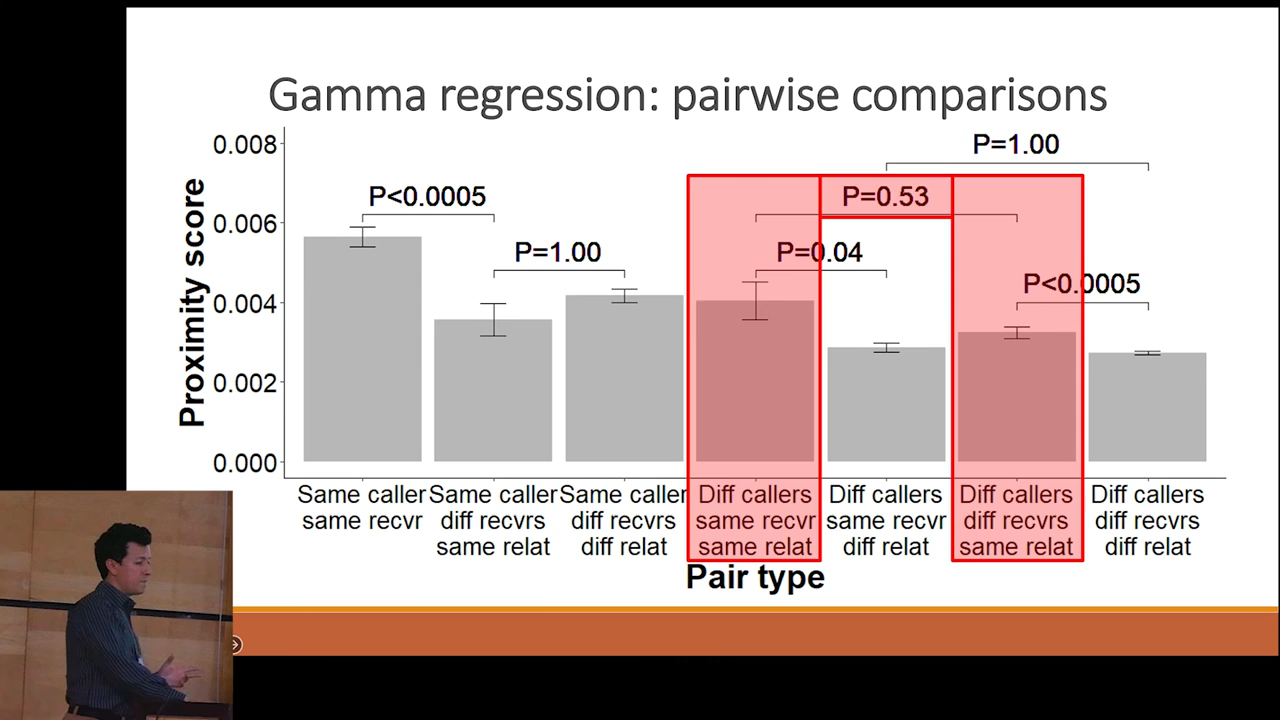 Gamma regression: pairwise comparisons
Proximity score
0.008
0.006
0.004
0.002
0.000
P<0.0005
P=1.00
P=0.04
P=0.53
P<0.0005
P=1.00
Same caller
same recvr
Same caller
diff recvrs
same relat
Same caller
diff recvrs
diff relat
Diff callers
same recvr
same relat
Diff callers
same recvr
diff relat
Diff callers
diff recvrs
same relat
Diff callers
diff recvrs
diff relat
Pair type